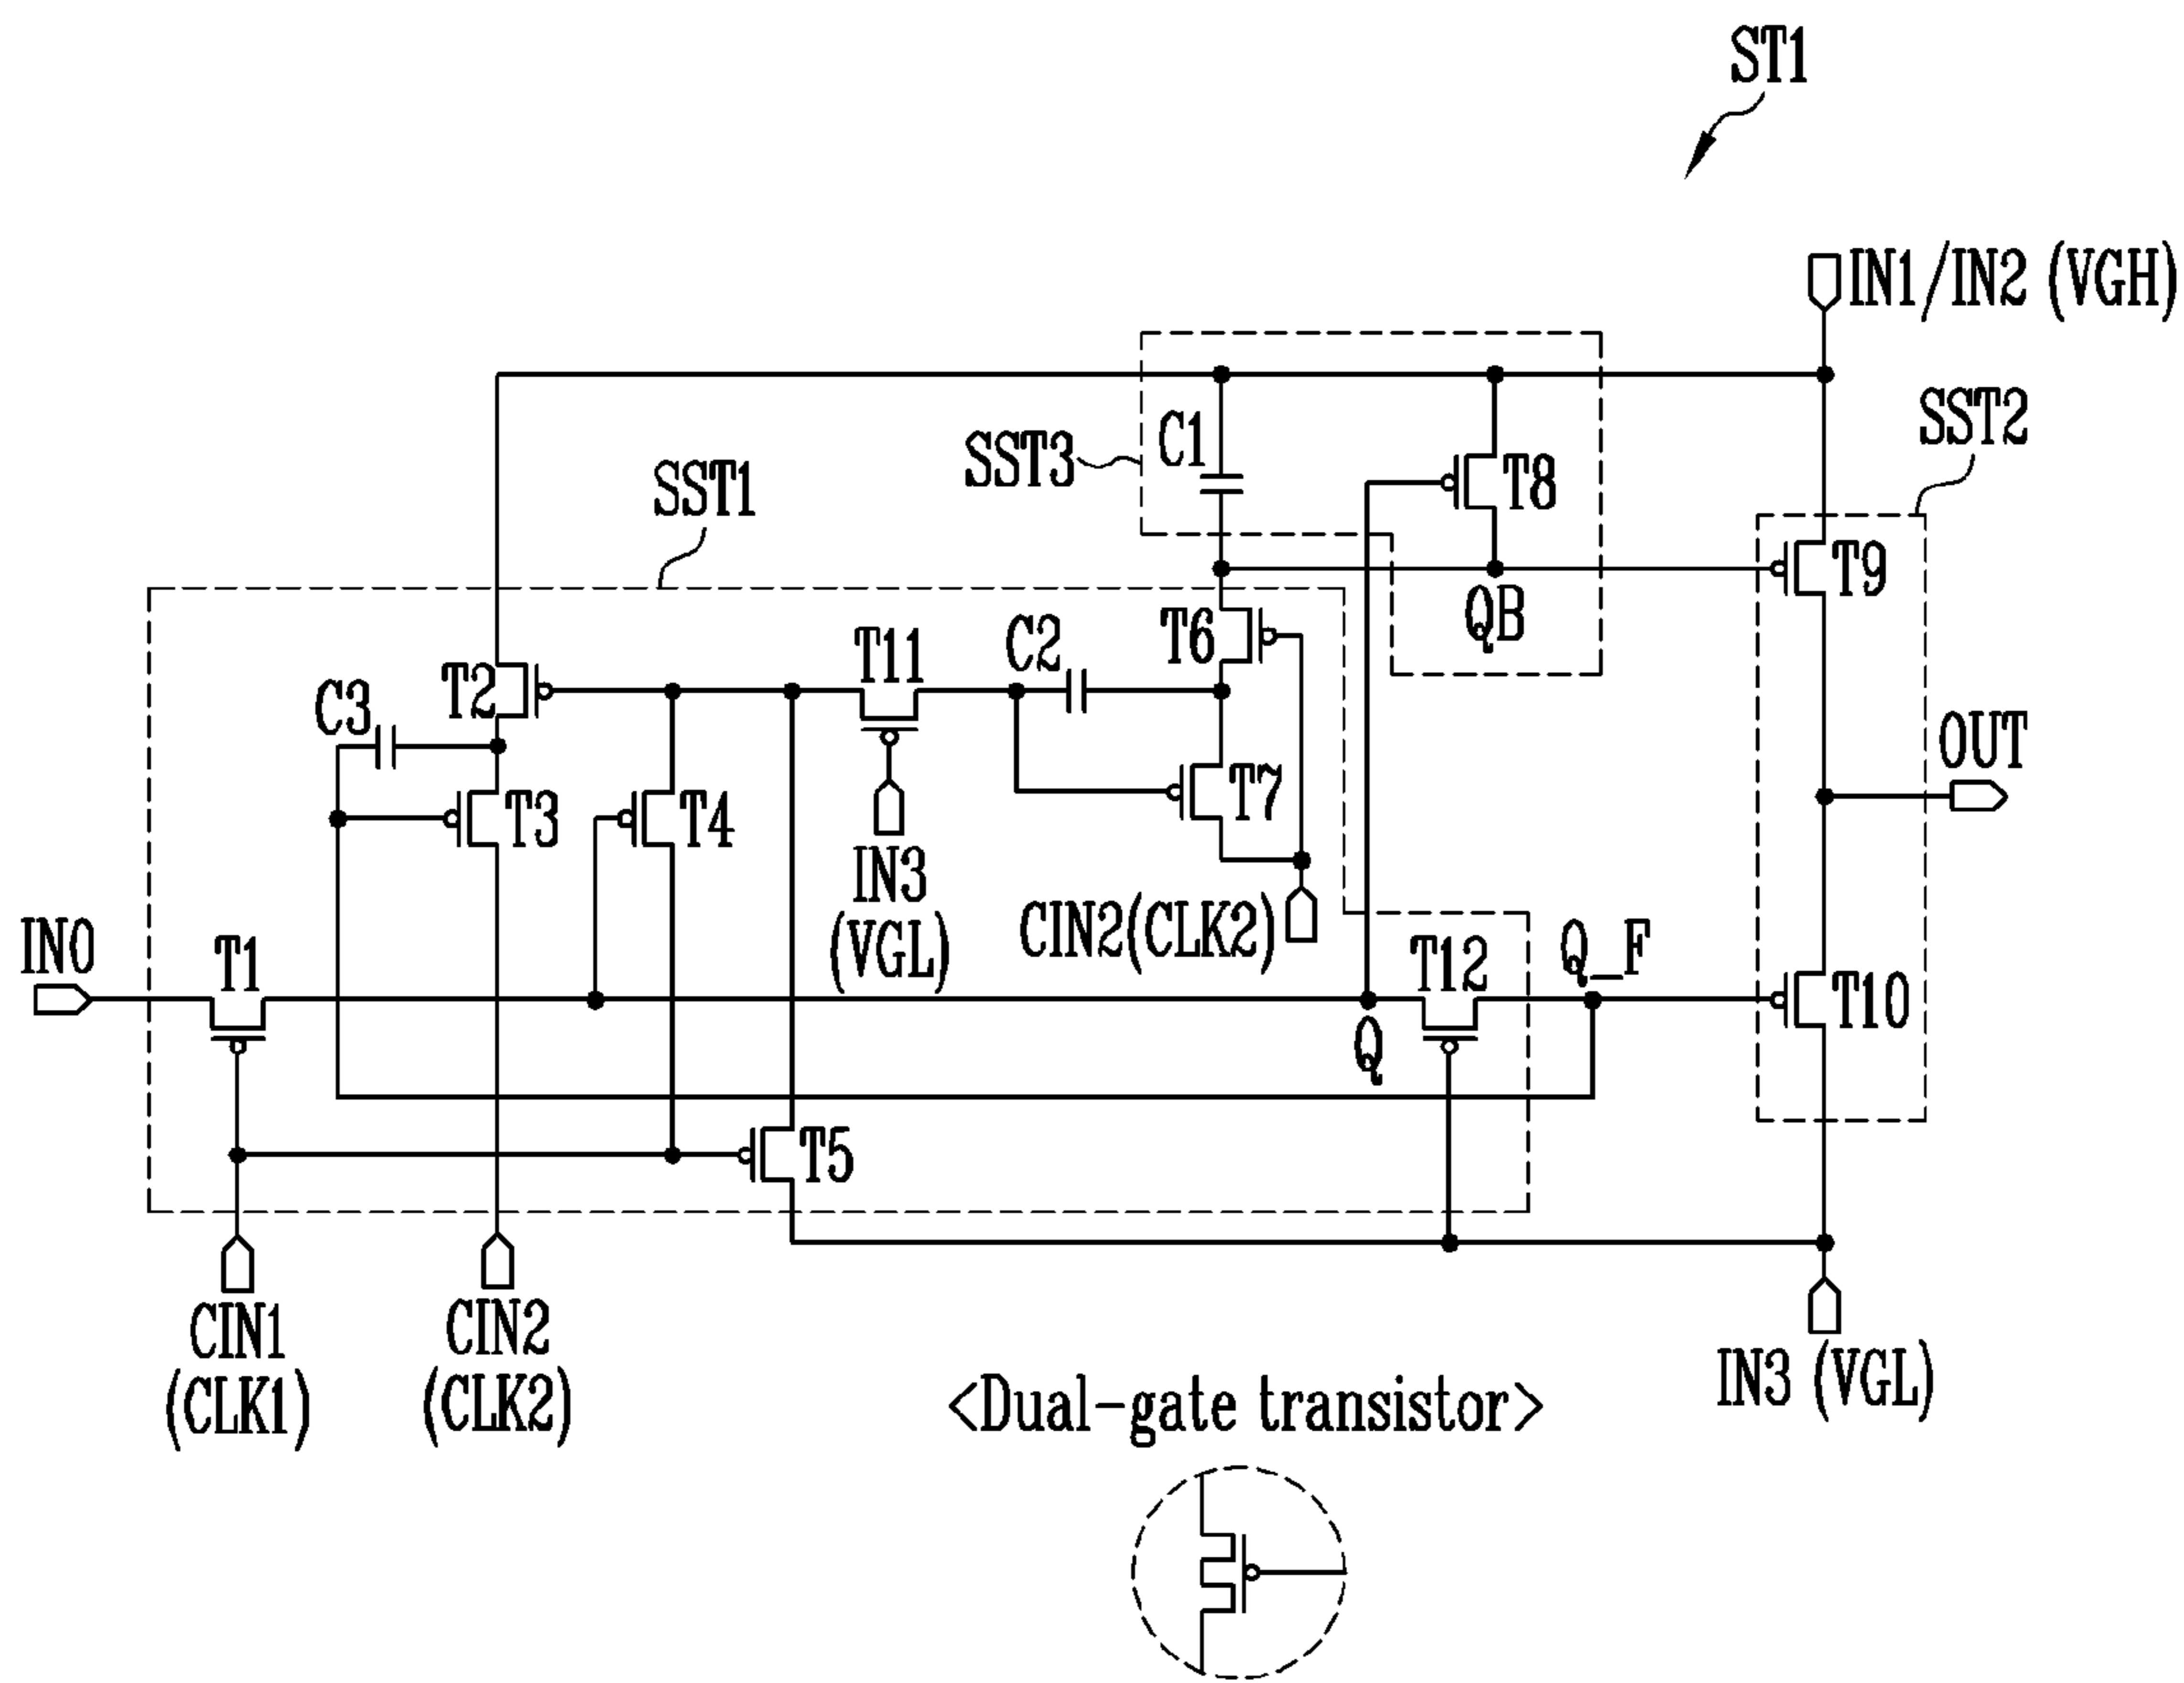 ST1
IN1/IN2 (VGH)
SST2
C1
SST3
T8
SST1
T9
QB
T6
C2
T11
T2
C3
OUT
T7
T3
T4
IN3
(VGL)
CIN2(CLK2)
IN0
T1
T12
Q_F
T10
Q
T5
CIN1
(CLK1)
CIN2
(CLK2)
IN3 (VGL)
<Dual-gate transistor>